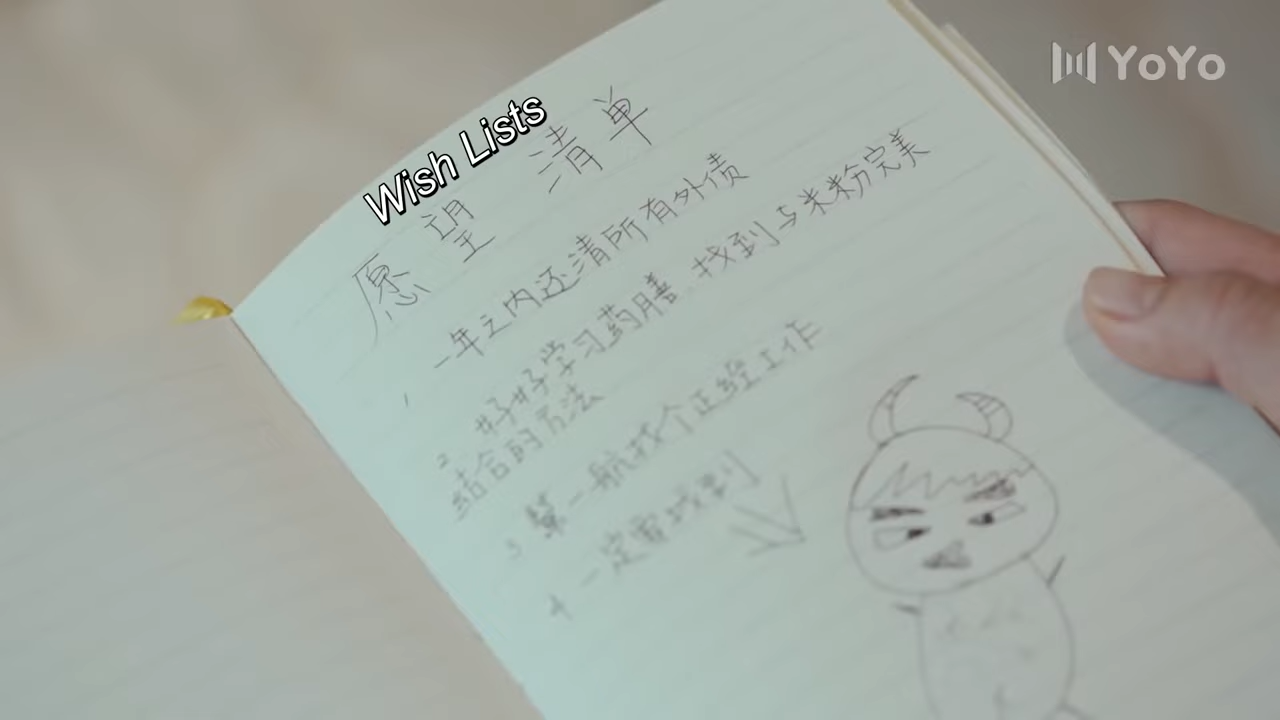 YoYo
Wish Lists
愿望 清单
1 一年之内还清所有外债
2 好好学习药膳 找到与米粉完美
结合的方法
3 帮一航找个正经工作
4 一定要找到